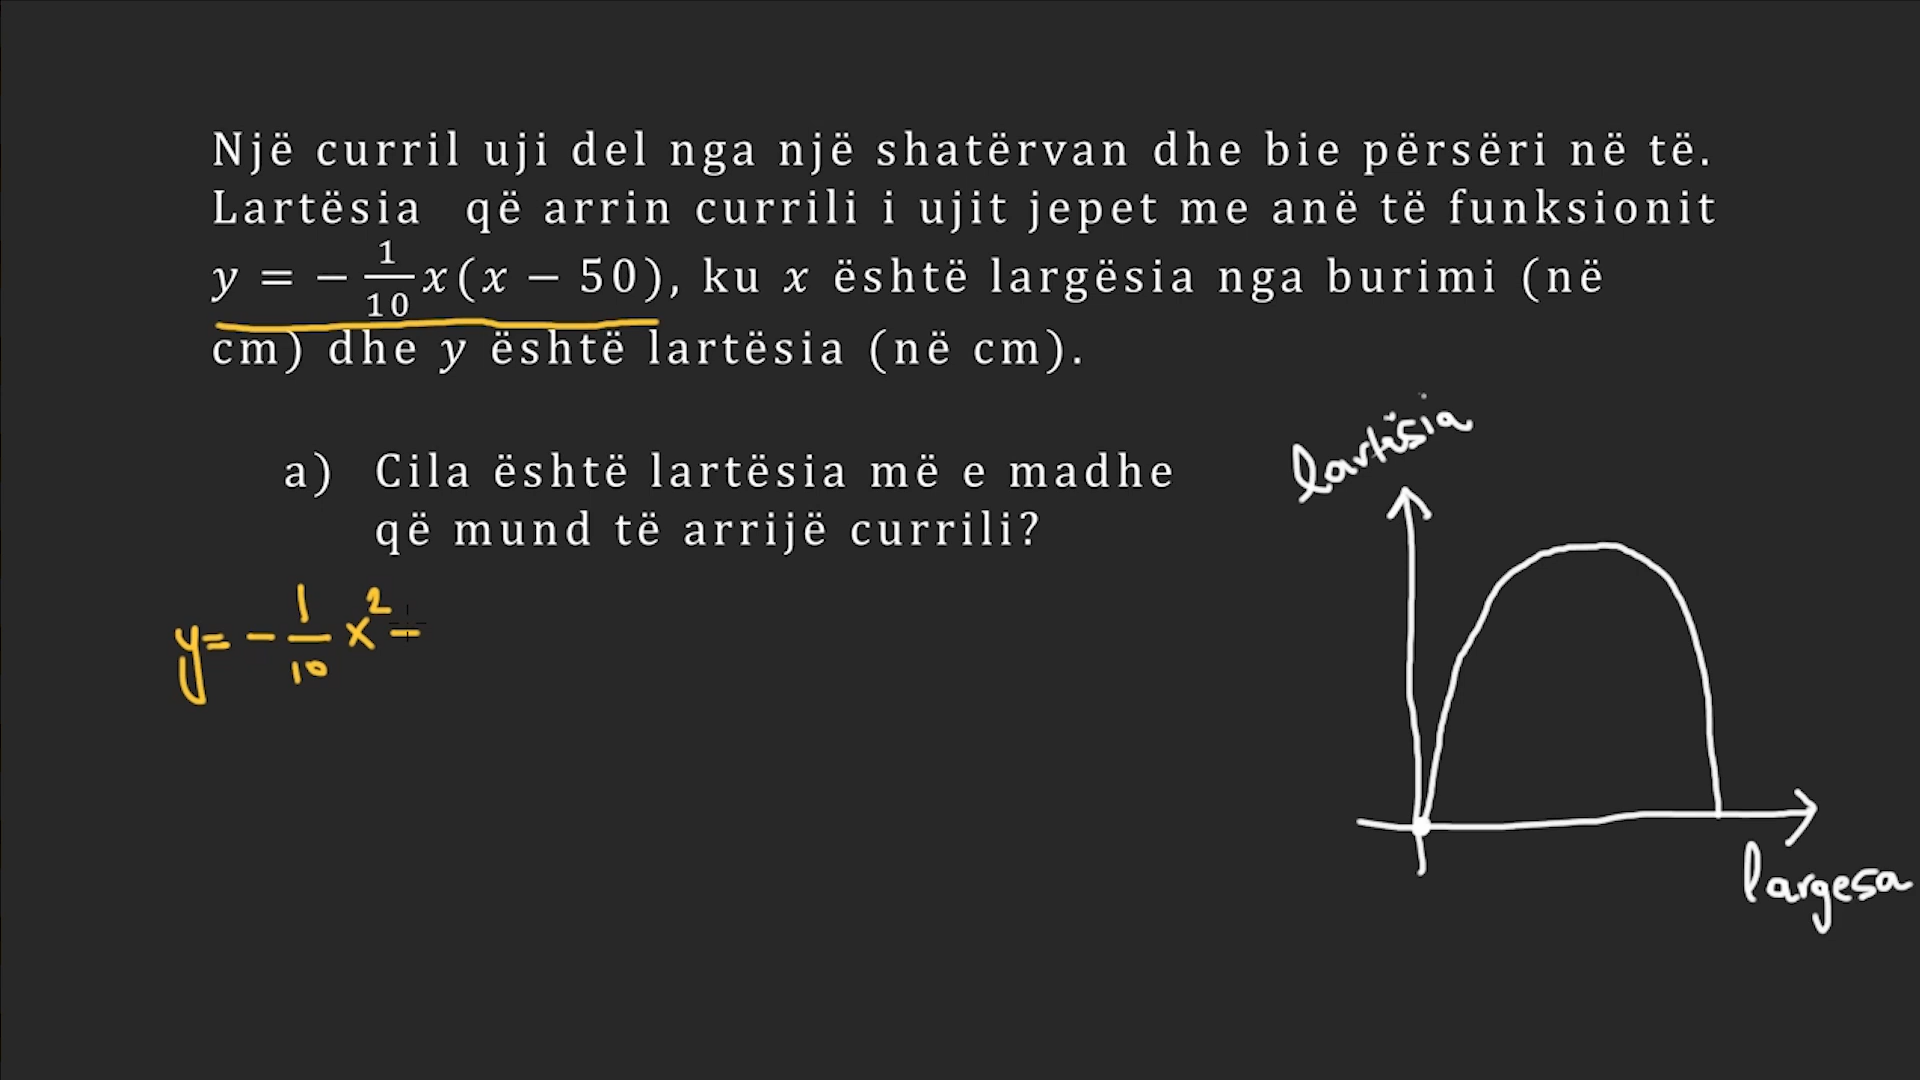 Një curril uji del nga një shatërvan dhe bie përsëri në të.
Lartësia që arrin currili i ujit jepet me anë të funksionit
y = − 1/10 x(x − 50), ku x është largësia nga burimi (në
cm) dhe y është lartësia (në cm).
a) Cila është lartësia më e madhe
që mund të arrijë currili?
y= − 1/10 x² −
lartësia
largesa